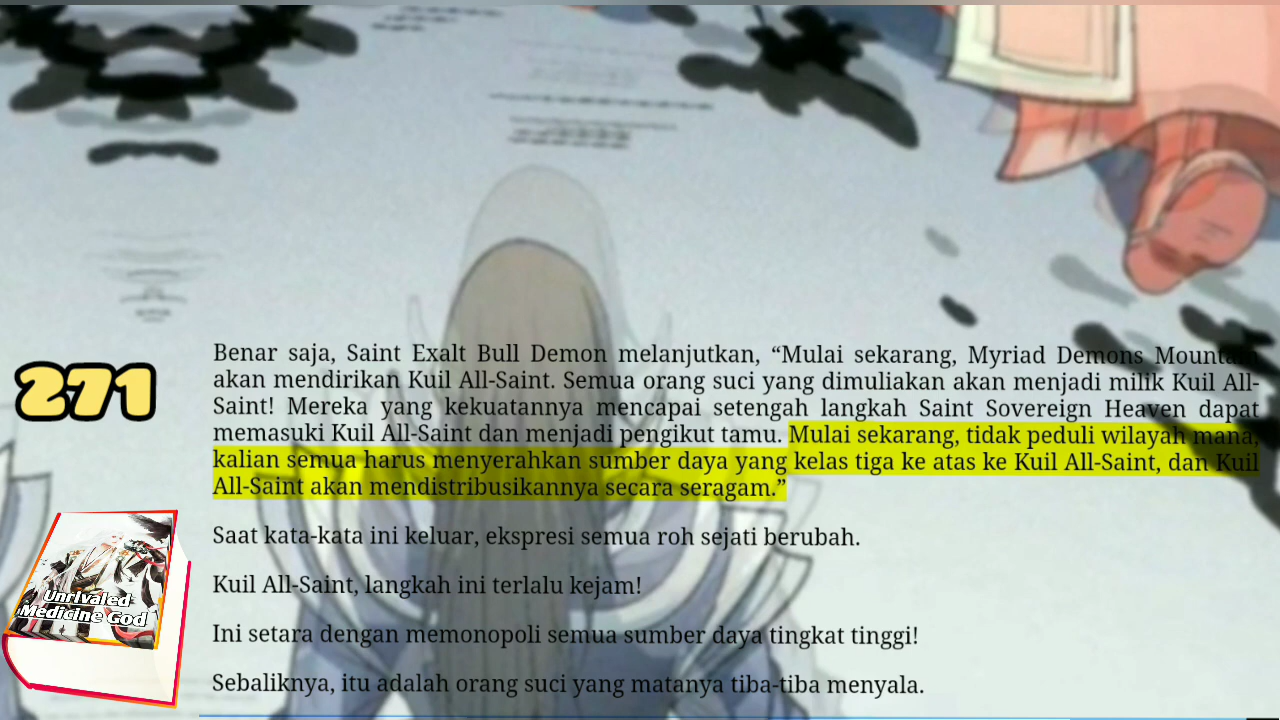 Benar saja, Saint Exalt Bull Demon melanjutkan, “Mulai sekarang, Myriad Demons Mountain
akan mendirikan Kuil All-Saint. Semua orang suci yang dimuliakan akan menjadi milik Kuil All-
Saint! Mereka yang kekuatannya mencapai setengah langkah Saint Sovereign Heaven dapat
memasuki Kuil All-Saint dan menjadi pengikut tamu. Mulai sekarang, tidak peduli wilayah mana,
kalian semua harus menyerahkan sumber daya yang kelas tiga ke atas ke Kuil All-Saint, dan Kuil
All-Saint akan mendistribusikannya secara seragam.”
271
Saat kata-kata ini keluar, ekspresi semua roh sejati berubah.
Kuil All-Saint, langkah ini terlalu kejam!
Ini setara dengan memonopoli semua sumber daya tingkat tinggi!
Sebaliknya, itu adalah orang suci yang matanya tiba-tiba menyala.
Unrivaled
Medicine God